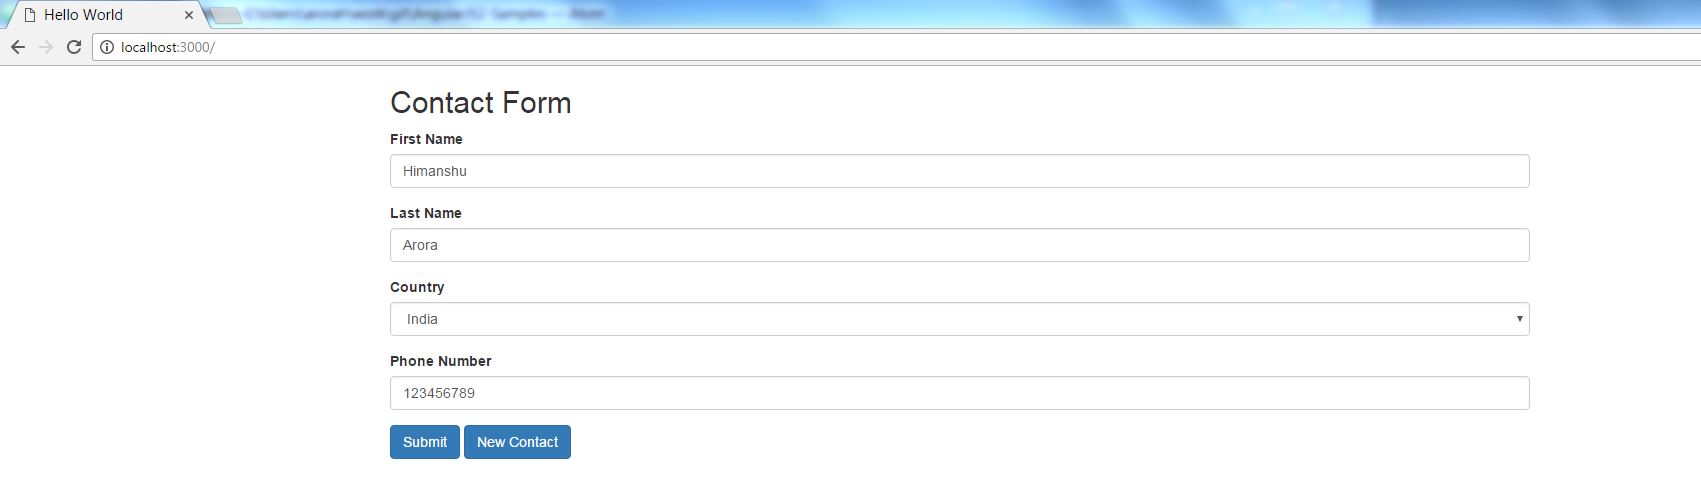 Hello World
localhost:3000/
Contact Form
First Name
Himanshu
Last Name
Arora
Country
India
Phone Number
123456789
Submit New Contact